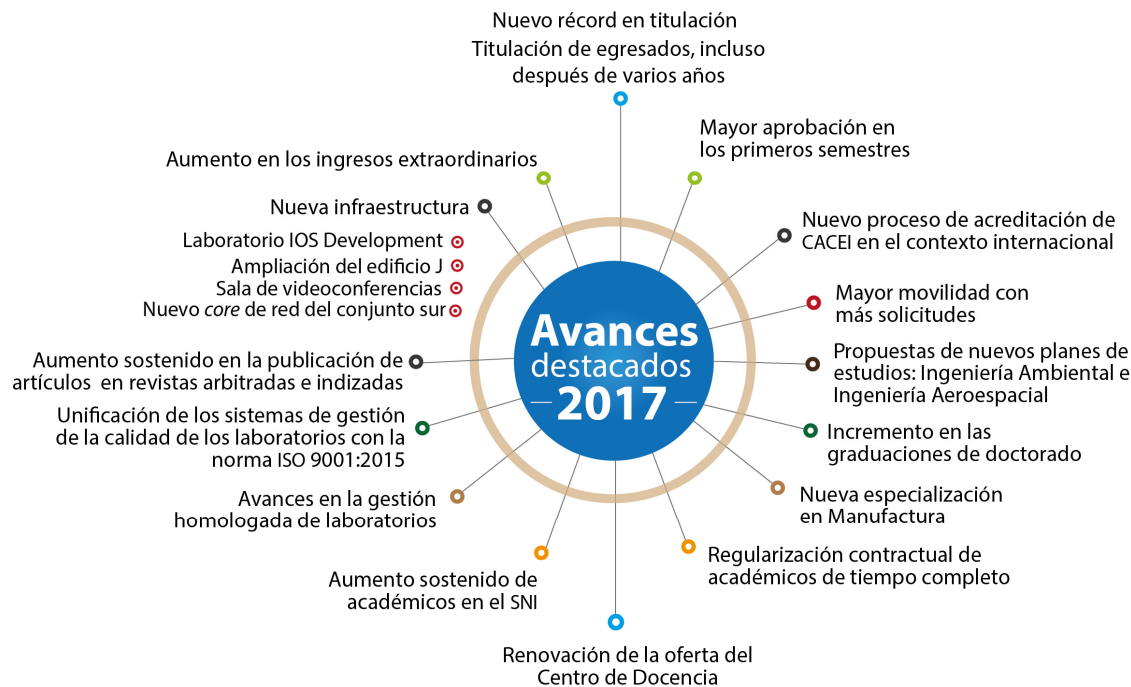 Nuevo récord en titulación
Titulación de egresados, incluso
después de varios años
Mayor aprobación en
los primeros semestres
Nuevo proceso de acreditación de
CACEI en el contexto internacional
Mayor movilidad con
más solicitudes
Propuestas de nuevos planes de
estudios: Ingeniería Ambiental e
Ingeniería Aeroespacial
Incremento en las
graduaciones de doctorado
Nueva especialización
en Manufactura
Regularización contractual de
académicos de tiempo completo
Renovación de la oferta del
Centro de Docencia
Aumento sostenido de
académicos en el SNI
Avances en la gestión
homologada de laboratorios
Unificación de los sistemas de gestión
de la calidad de los laboratorios con la
norma ISO 9001:2015
Aumento sostenido en la publicación de
artículos en revistas arbitradas e indizadas
Nueva infraestructura
Laboratorio IOS Development
Ampliación del edificio J
Sala de videoconferencias
Nuevo core de red del conjunto sur
Aumento en los ingresos extraordinarios
Avances
destacados
2017